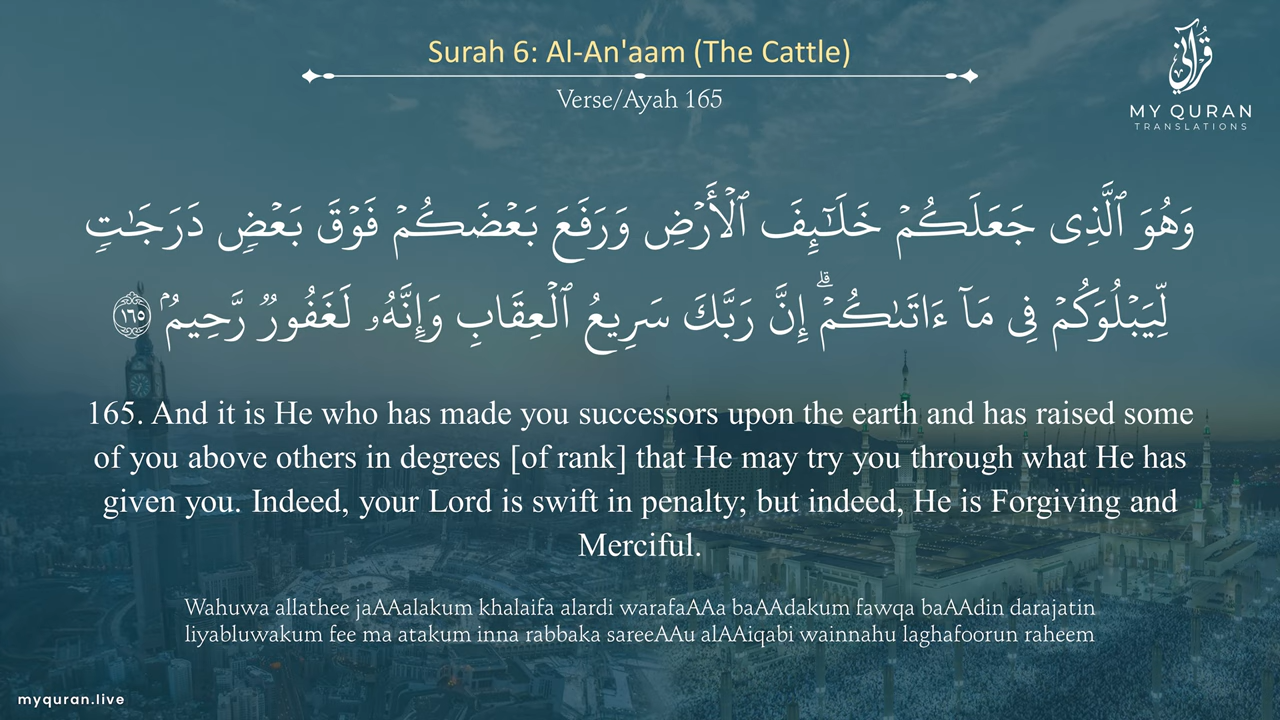 Surah 6: Al-An'aam (The Cattle)
Verse/Ayah 165
قرآني
MY QURAN
TRANSLATIONS
وَهُوَ ٱلَّذِى جَعَلَكُمْ خَلَـٰٓئِفَ ٱلْأَرْضِ وَرَفَعَ بَعْضَكُمْ فَوْقَ بَعْضٍ دَرَجَـٰتٍ
لِّيَبْلُوَكُمْ فِى مَآ ءَاتَىٰكُمْ ۗ إِنَّ رَبَّكَ سَرِيعُ ٱلْعِقَابِ وَإِنَّهُۥ لَغَفُورٌ رَّحِيمٌۢ ١٦٥
165. And it is He who has made you successors upon the earth and has raised some
of you above others in degrees [of rank] that He may try you through what He has
given you. Indeed, your Lord is swift in penalty; but indeed, He is Forgiving and
Merciful.
Wahuwa allathee jaAAalakum khalaifa alardi warafaAAa baAAdakum fawqa baAAdin darajatin
liyabluwakum fee ma atakum inna rabbaka sareeAAu alAAiqabi wainnahu laghafoorun raheem
myquran.live